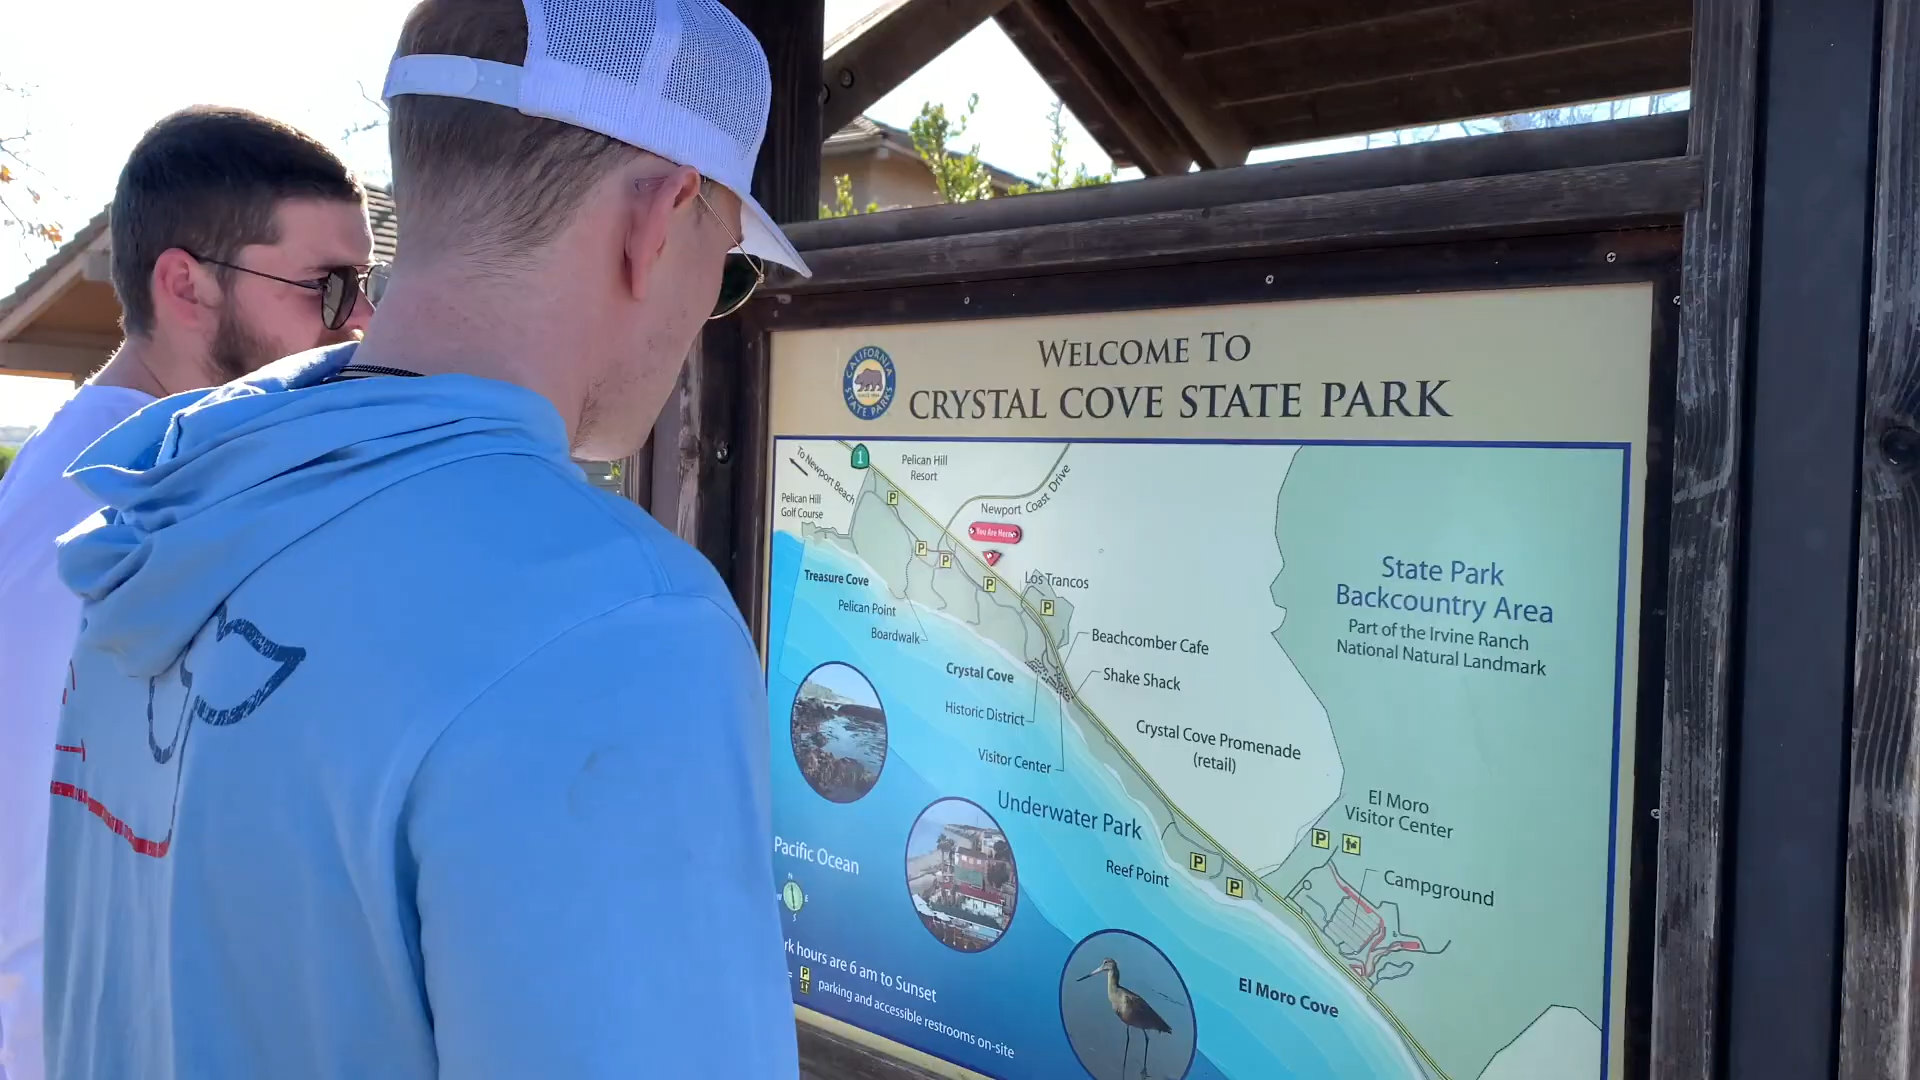 WELCOME TO
CRYSTAL COVE STATE PARK
CALIFORNIA
STATE PARKS
To Newport Beach
1
Pelican Hill
Resort
Pelican Hill
Golf Course
P
Newport Coast Drive
You Are Here
P
P
P
Los Trancos
P
Treasure Cove
Pelican Point
Boardwalk
Beachcomber Cafe
Crystal Cove
Shake Shack
Historic District
Visitor Center
Crystal Cove Promenade
(retail)
State Park
Backcountry Area
Part of the Irvine Ranch
National Natural Landmark
Underwater Park
El Moro
Visitor Center
P
Pacific Ocean
Reef Point
P
P
Campground
N
W
E
S
rk hours are 6 am to Sunset
= P parking and accessible restrooms on-site
El Moro Cove